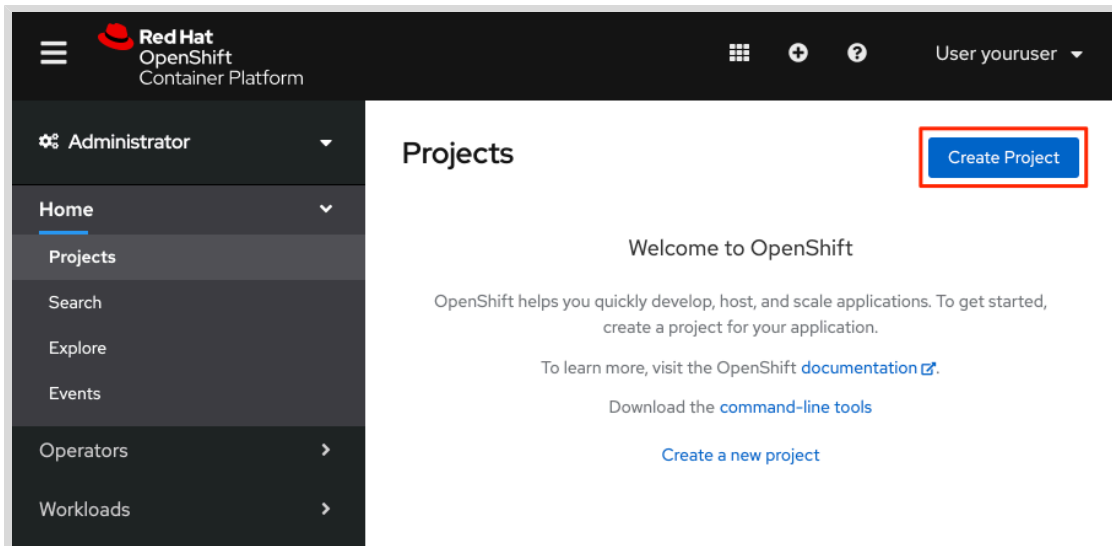 Red Hat
OpenShift
Container Platform
User youruser
Administrator
Home
Projects
Search
Explore
Events
Operators
Workloads
Projects
Create Project
Welcome to OpenShift
OpenShift helps you quickly develop, host, and scale applications. To get started,
create a project for your application.
To learn more, visit the OpenShift documentation.
Download the command-line tools
Create a new project